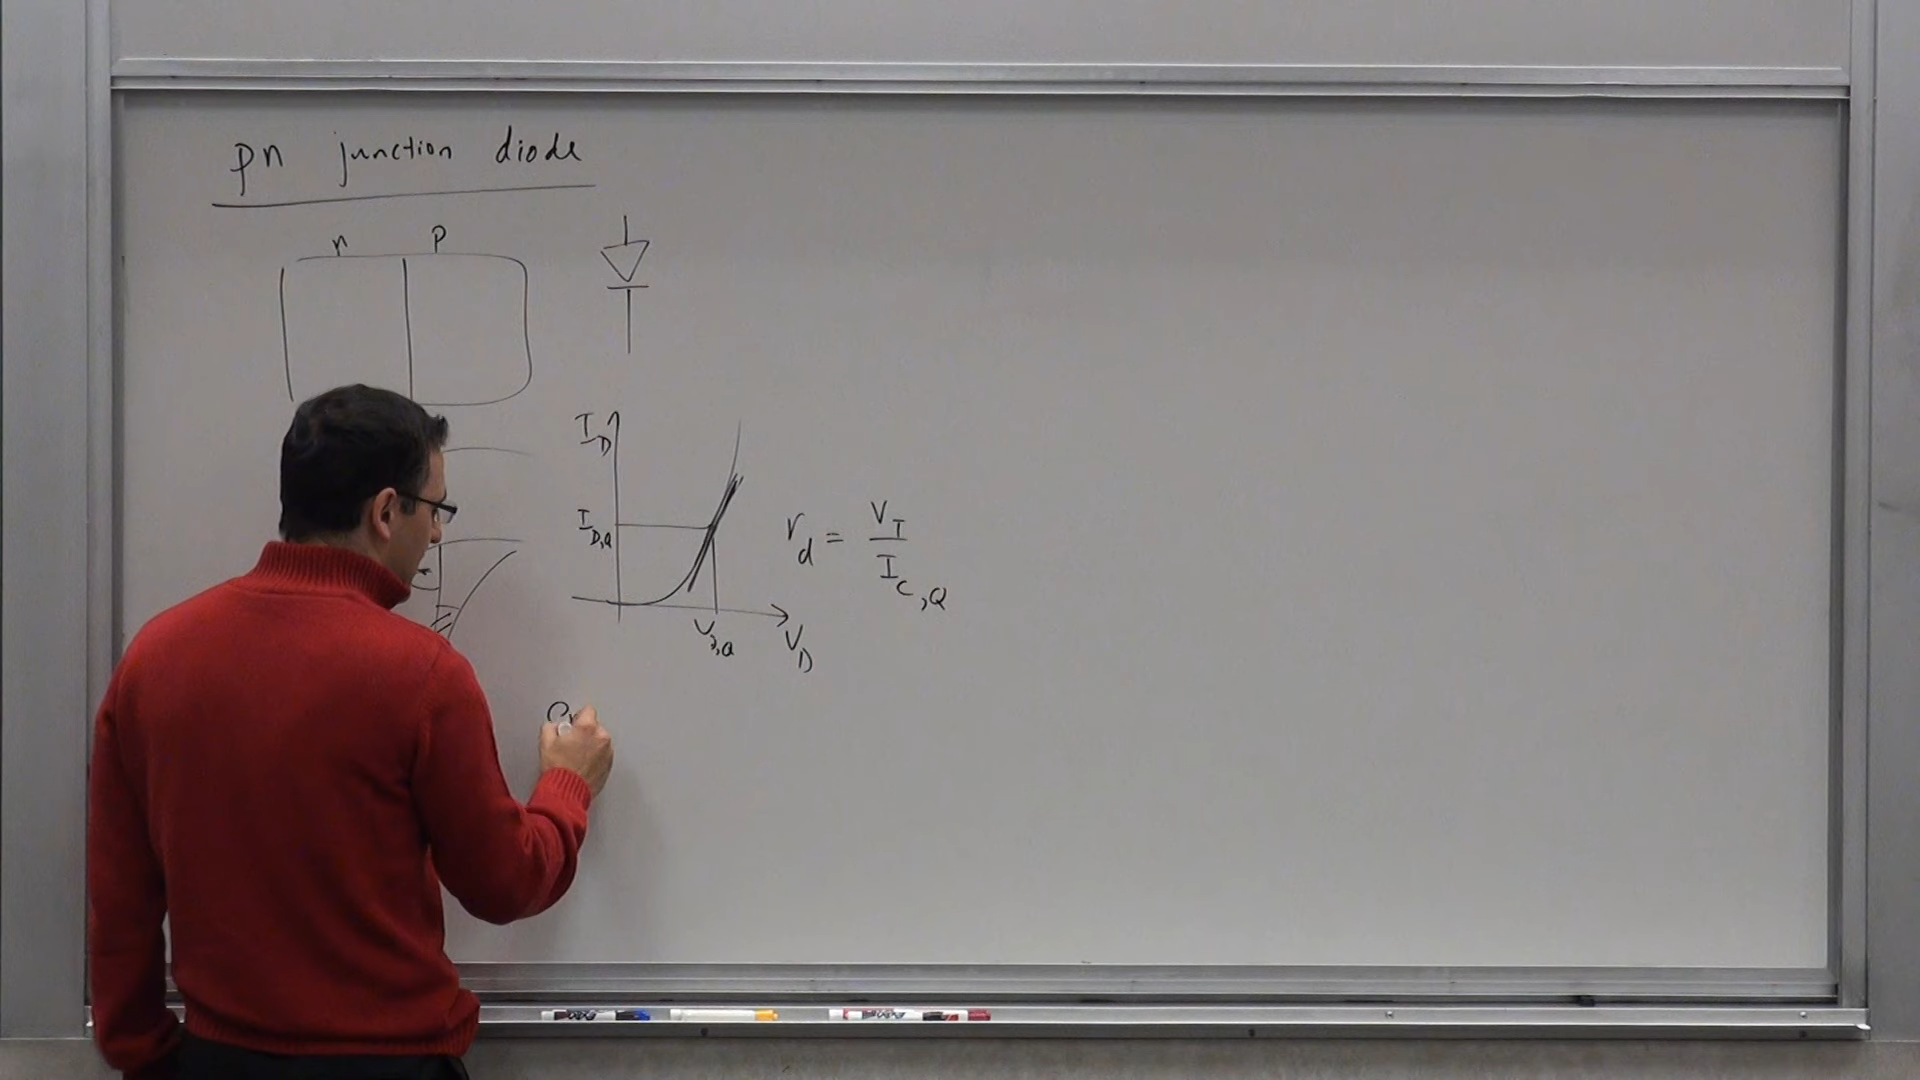 pn junction diode
n p
I_D
I_D,Q
r_d = V_T / I_C,Q
V_D,Q
V_D